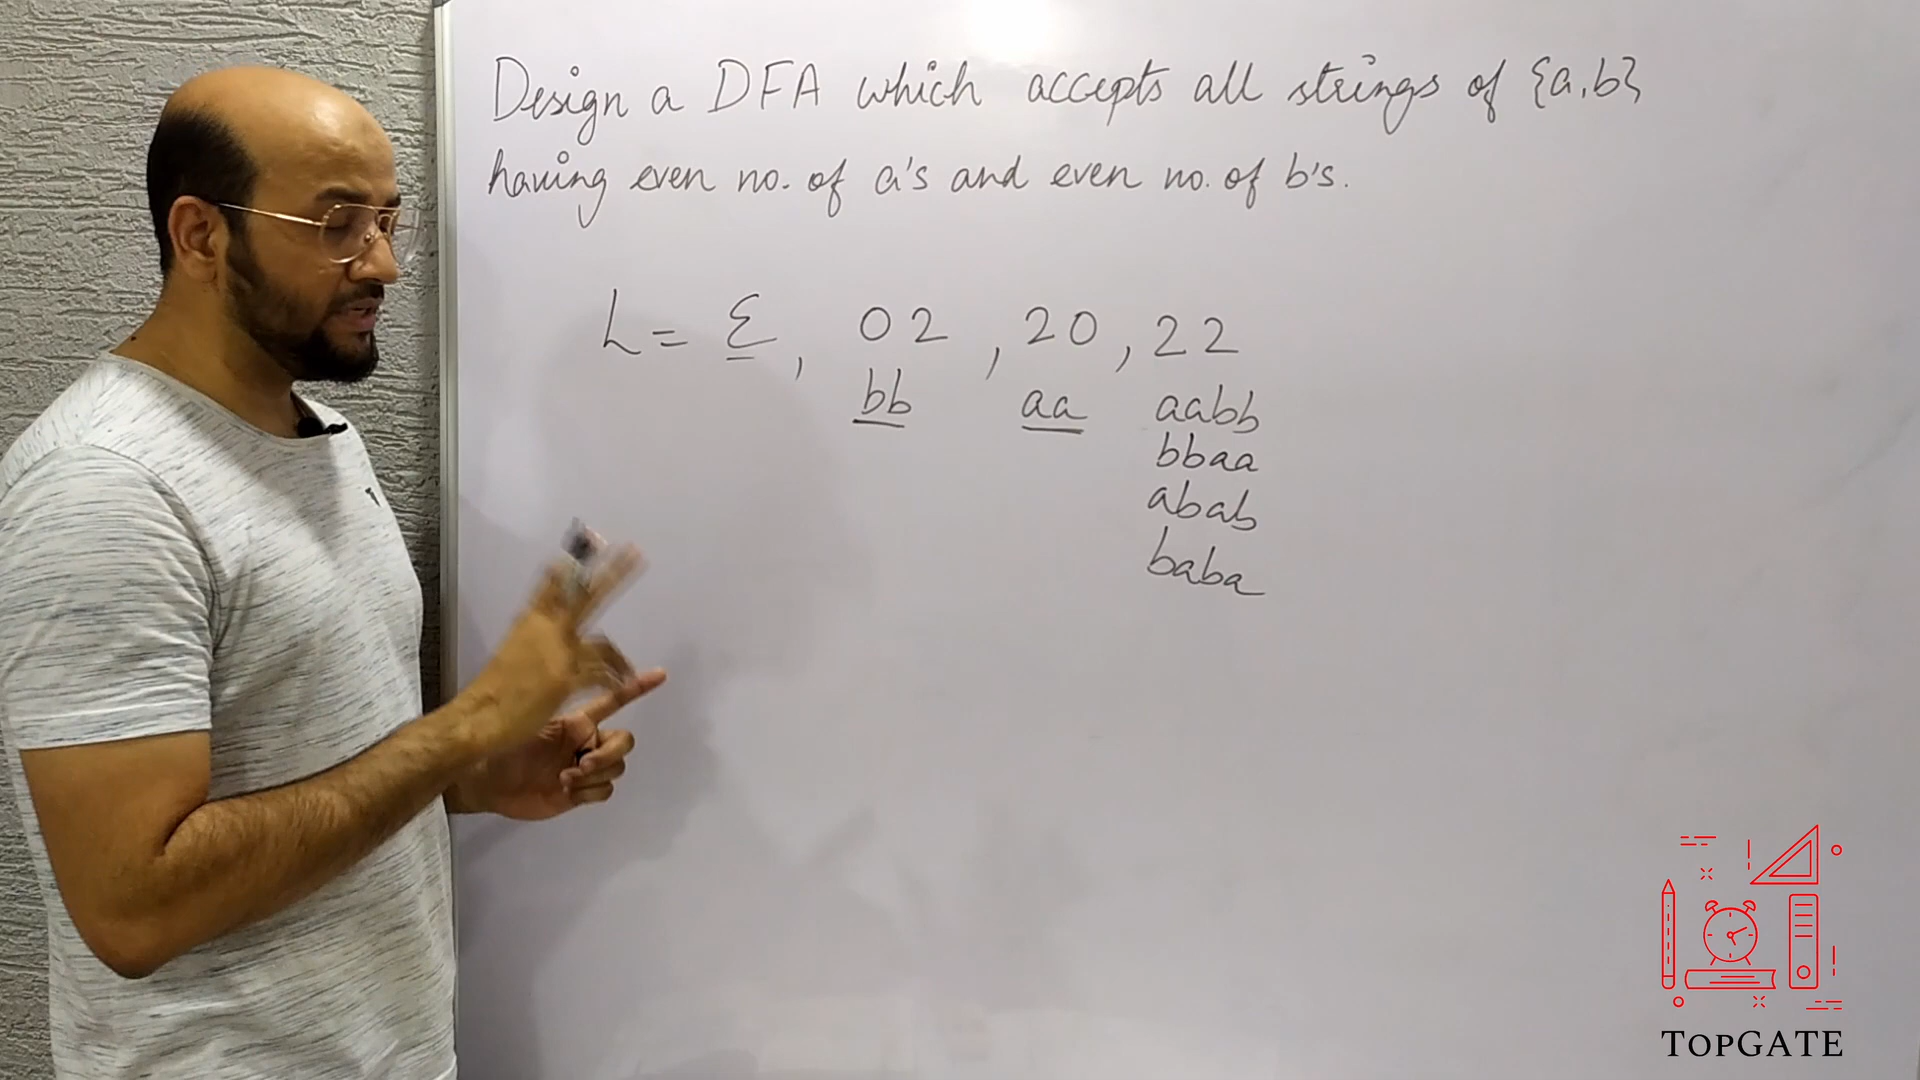 Design a DFA which accepts all strings of {a,b}
having even no. of a's and even no. of b's.
L = ε, 02, 20, 22
bb aa aabb
bbaa
abab
baba
TOPGATE